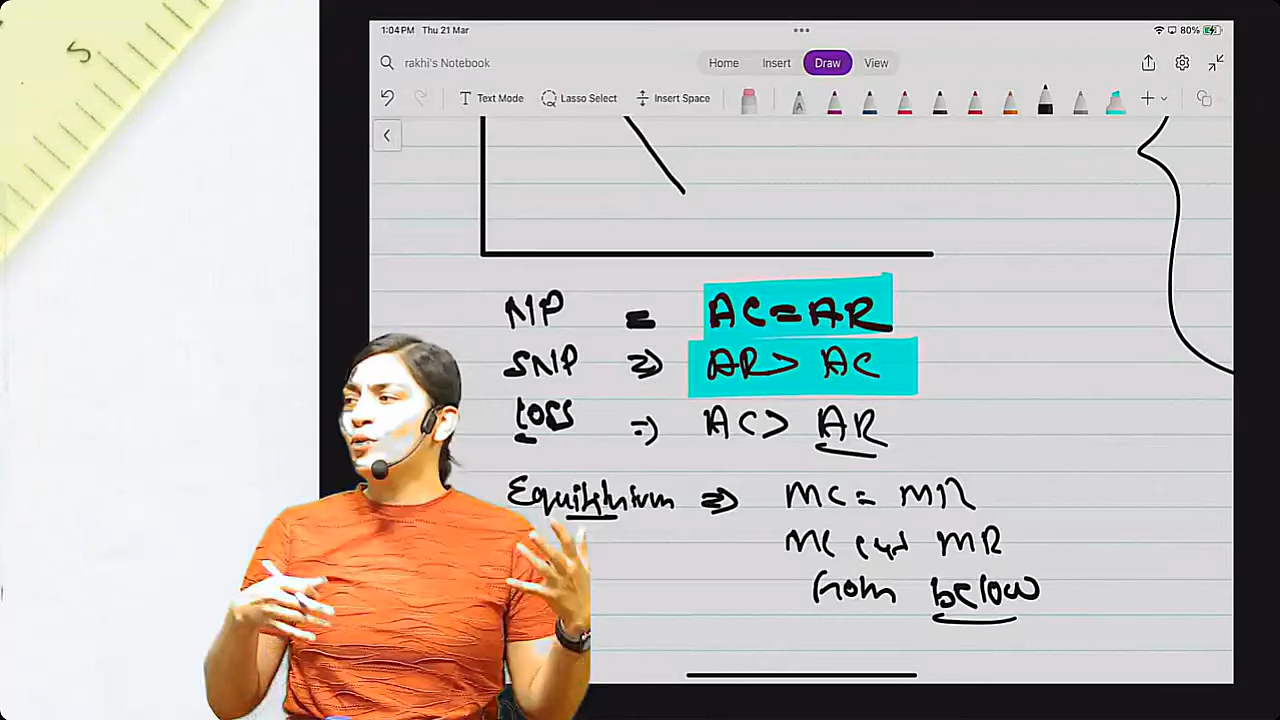 5
1:04 PM Thu 21 Mar
80%
rakhi's Notebook
Home Insert Draw View
Text Mode Lasso Select Insert Space
A
NP = AC=AR
SNP ⇒ AR> AC
Loss ⇒ AC> AR
Equilibrium ⇒ MC = MR
MC cut MR
from below